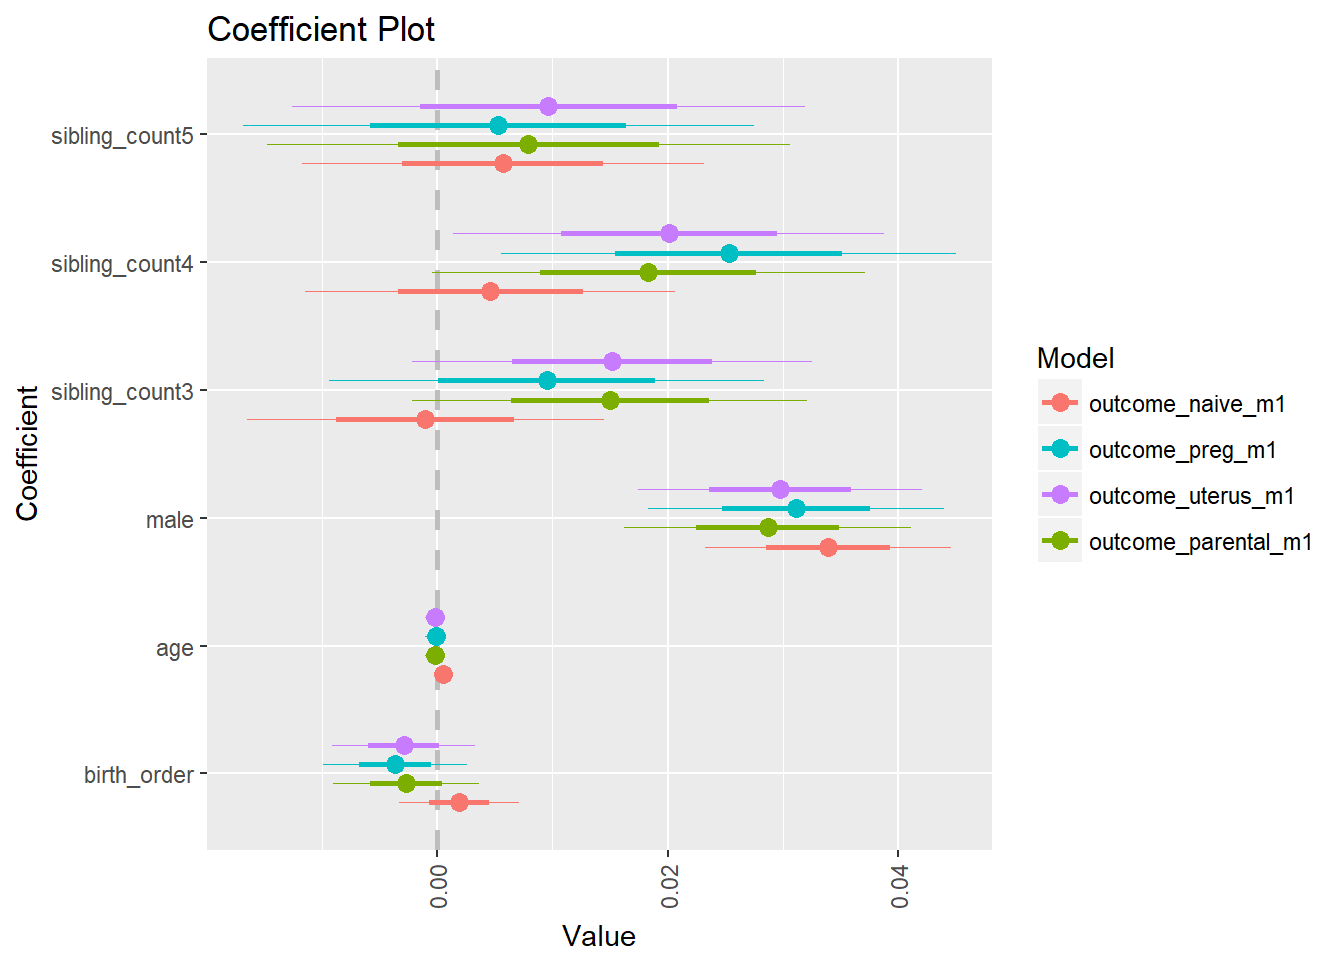 Coefficient Plot
sibling_count5
sibling_count4
sibling_count3
male
age
birth_order
Coefficient
0.00
0.02
0.04
Value
Model
outcome_naive_m1
outcome_preg_m1
outcome_uterus_m1
outcome_parental_m1